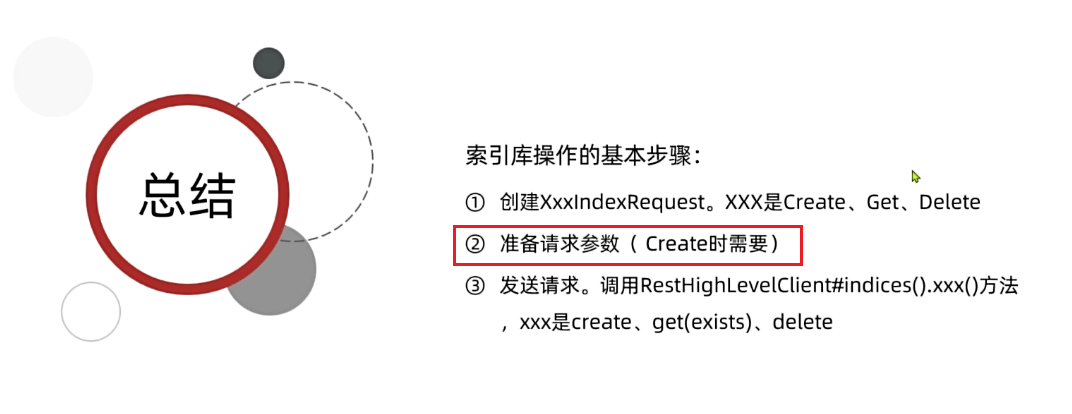 总结
索引库操作的基本步骤：
① 创建XxxIndexRequest。XXX是Create、Get、Delete
② 准备请求参数（ Create时需要）
③ 发送请求。调用RestHighLevelClient#indices().xxx()方法
，xxx是create、get(exists)、delete